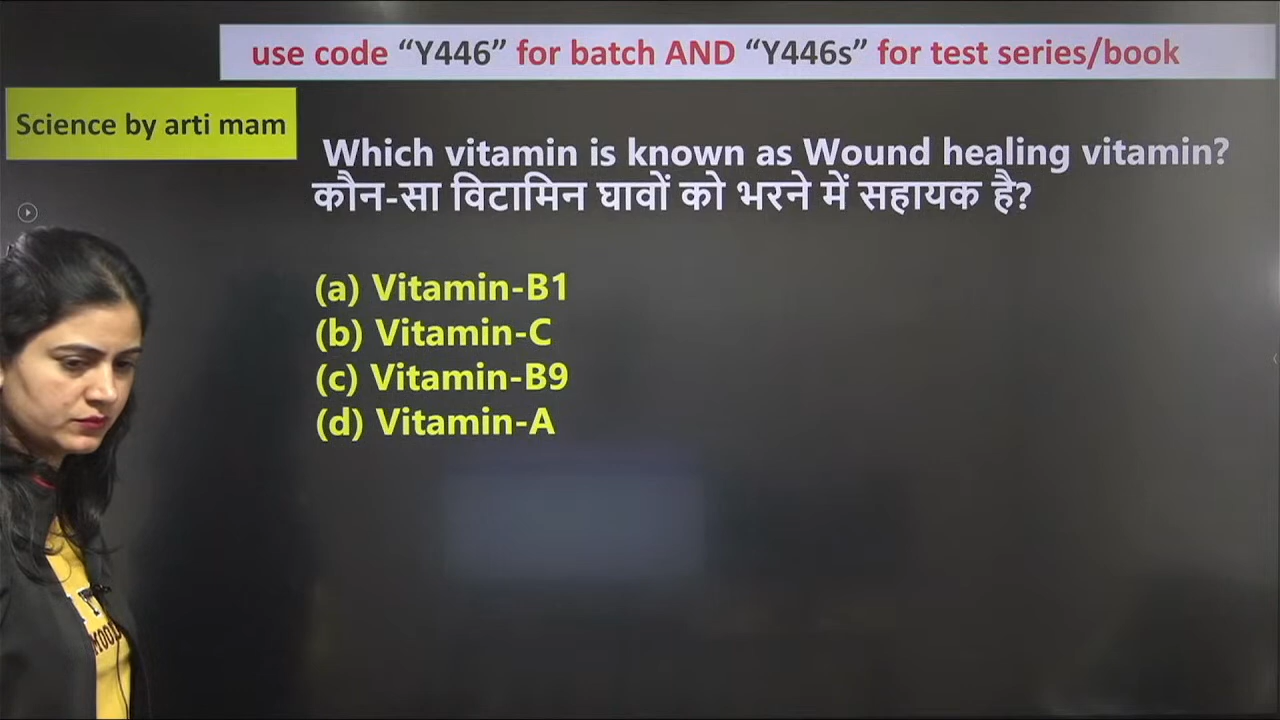 use code “Y446” for batch AND “Y446s” for test series/book
Science by arti mam
Which vitamin is known as Wound healing vitamin?
कौन-सा विटामिन घावों को भरने में सहायक है?
(a) Vitamin-B1
(b) Vitamin-C
(c) Vitamin-B9
(d) Vitamin-A